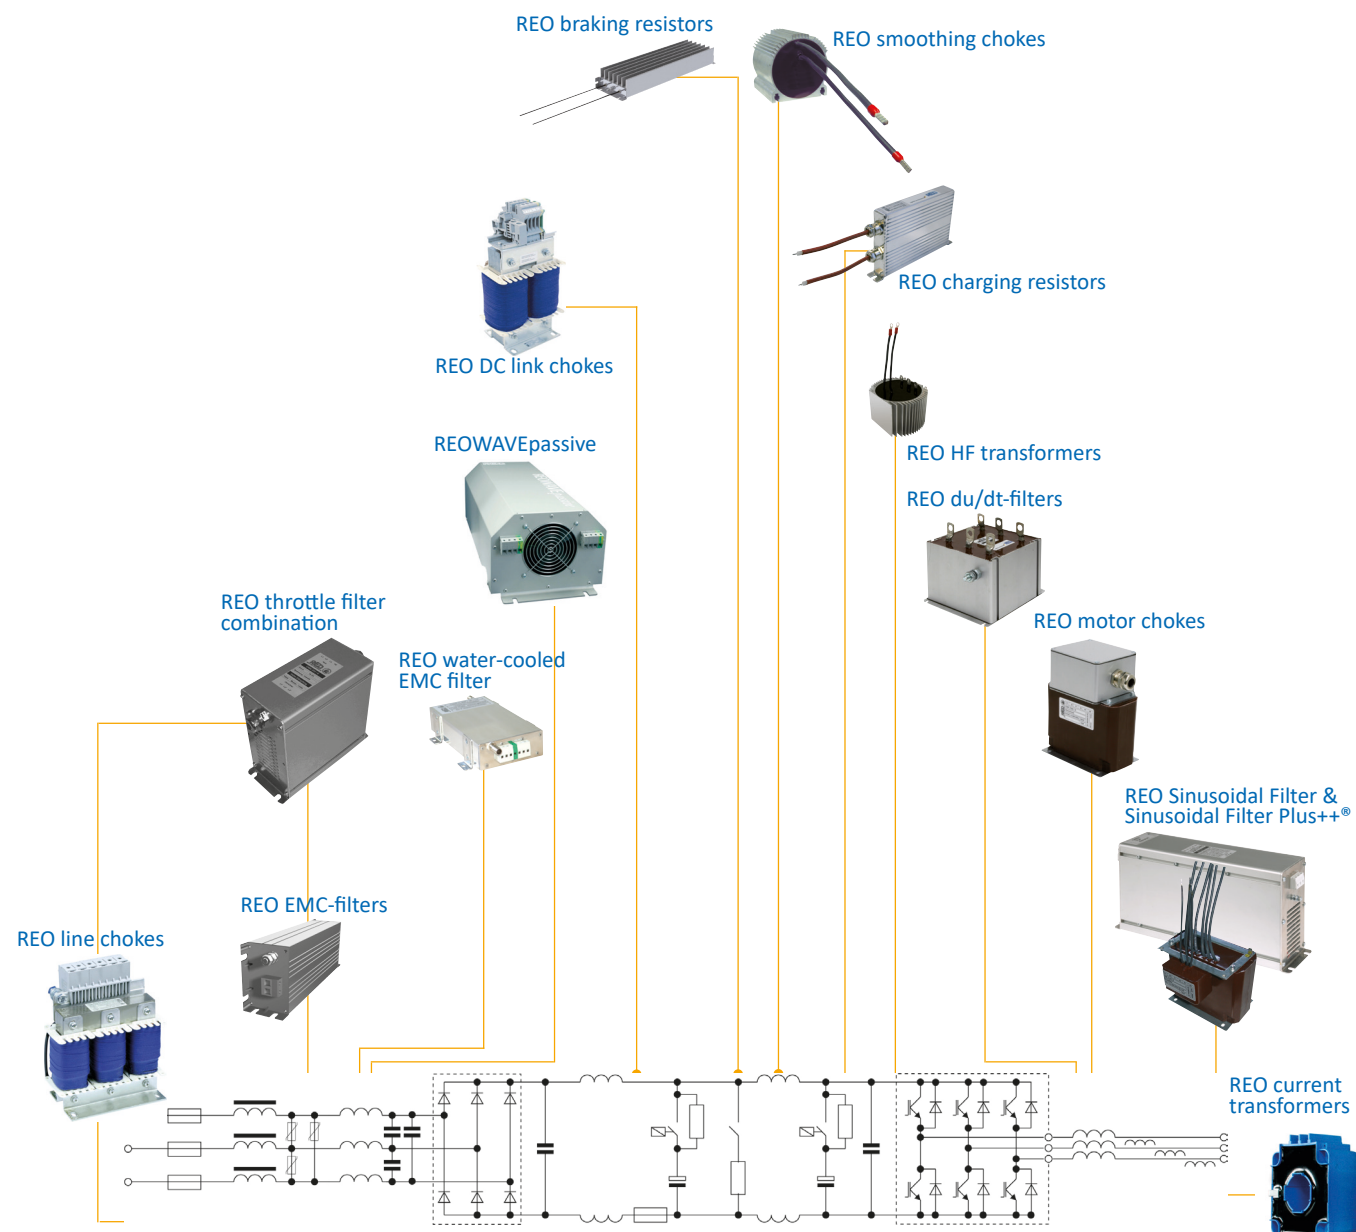 REO braking resistors
REO smoothing chokes
REO charging resistors
REO DC link chokes
REOWAVEpassive
REO HF transformers
REO du/dt-filters
REO throttle filter
combination
REO motor chokes
REO water-cooled
EMC filter
REO Sinusoidal Filter &
Sinusoidal Filter Plus++®
REO EMC-filters
REO line chokes
REO current
transformers